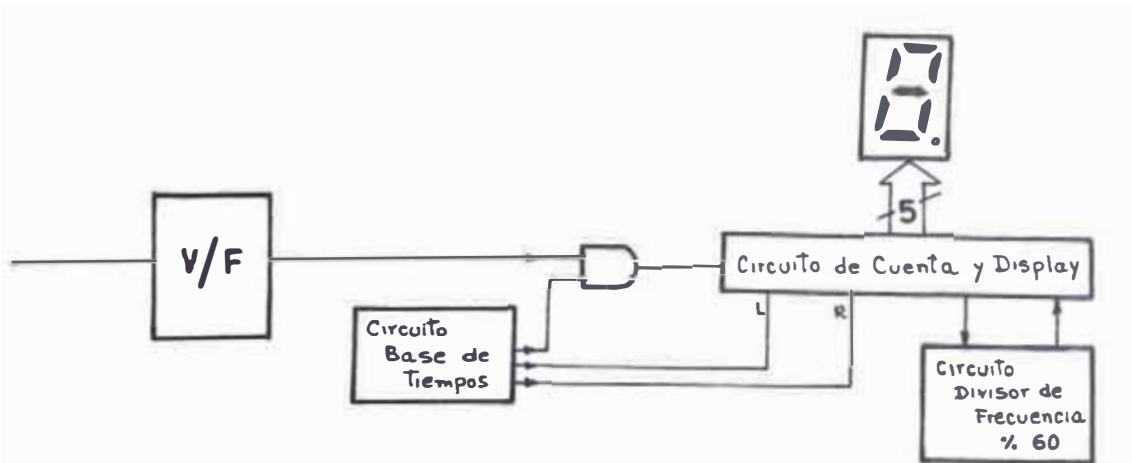 5
V/F
Circuito de Cuenta y Display
L
R
Circuito
Base de
Tiempos
Circuito
Divisor de
Frecuencia
% 60